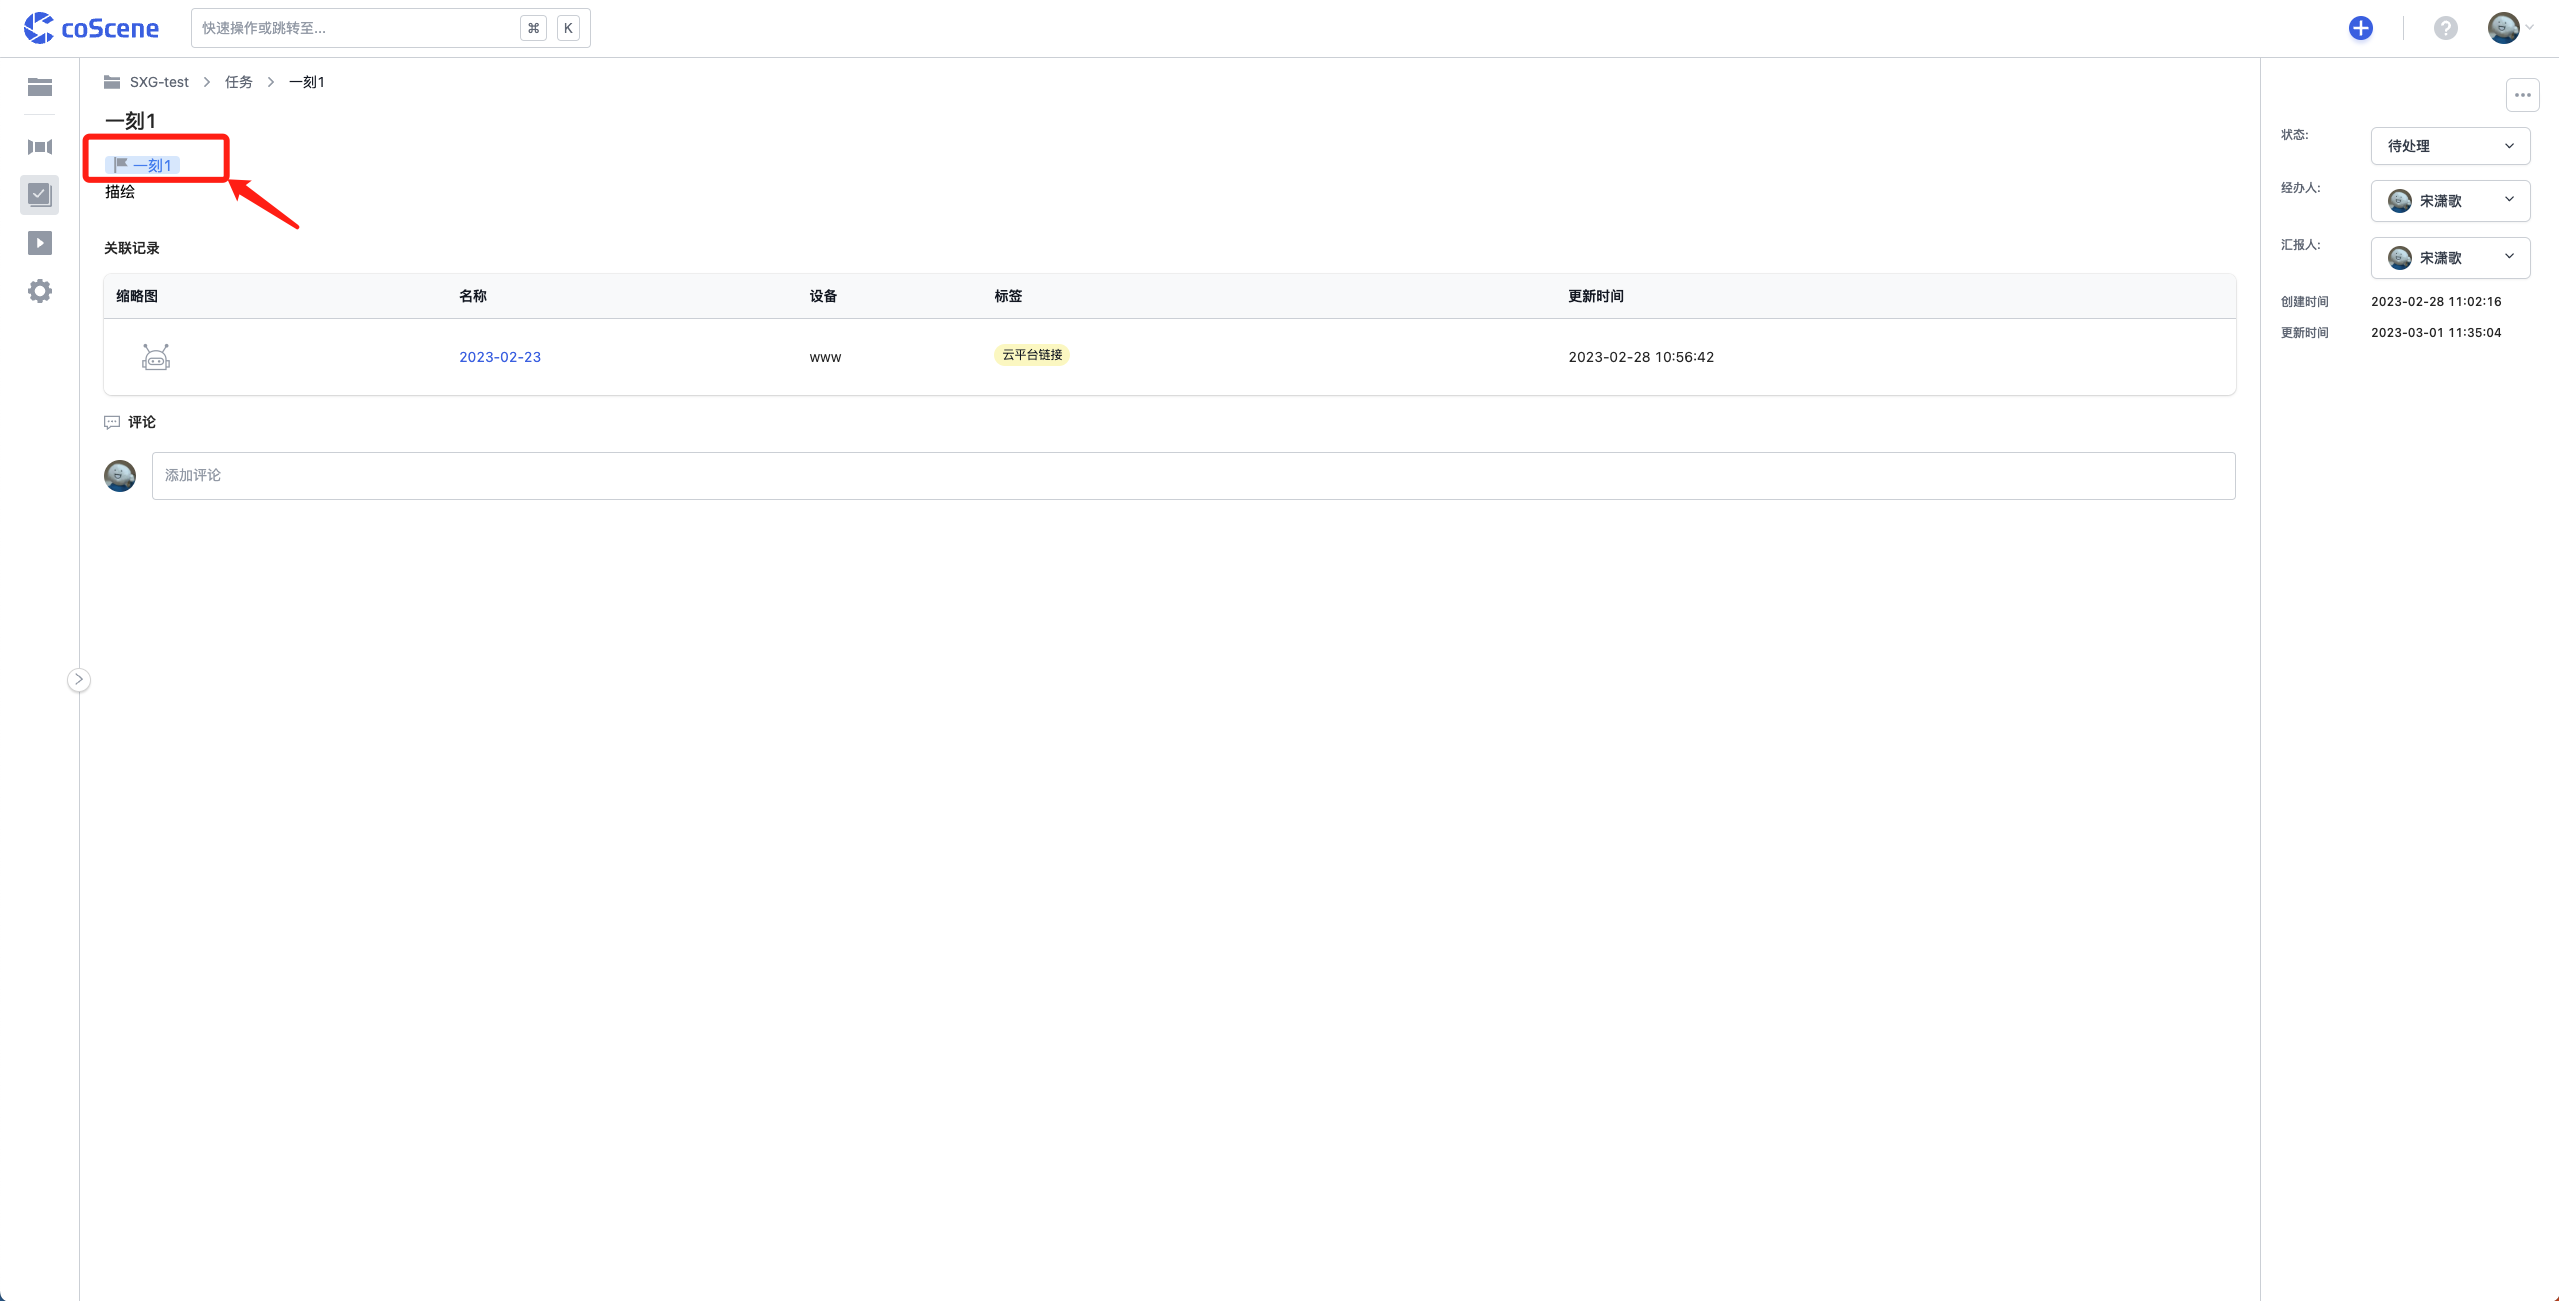 coScene
快速操作或跳转至...
⌘ K
SXG-test > 任务 > 一刻1
一刻1
一刻1
描绘
关联记录
缩略图 名称 设备 标签 更新时间
2023-02-23 www 云平台链接 2023-02-28 10:56:42
评论
添加评论
状态: 待处理
经办人: 宋潇歌
汇报人: 宋潇歌
创建时间 2023-02-28 11:02:16
更新时间 2023-03-01 11:35:04